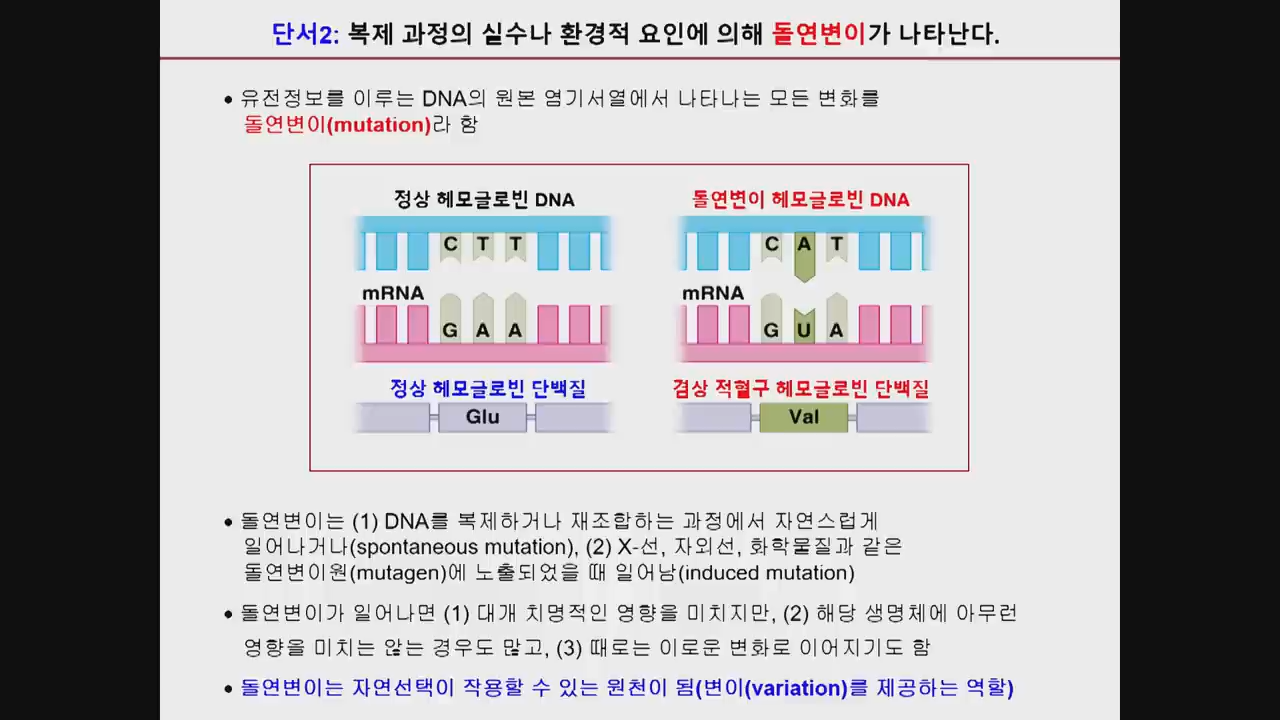 단서2: 복제 과정의 실수나 환경적 요인에 의해 돌연변이가 나타난다.
• 유전정보를 이루는 DNA의 원본 염기서열에서 나타나는 모든 변화를
돌연변이(mutation)라 함
정상 헤모글로빈 DNA
C T T
mRNA
G A A
정상 헤모글로빈 단백질
Glu
돌연변이 헤모글로빈 DNA
C A T
mRNA
G U A
겸상 적혈구 헤모글로빈 단백질
Val
• 돌연변이는 (1) DNA를 복제하거나 재조합하는 과정에서 자연스럽게
일어나거나(spontaneous mutation), (2) X-선, 자외선, 화학물질과 같은
돌연변이원(mutagen)에 노출되었을 때 일어남(induced mutation)
• 돌연변이가 일어나면 (1) 대개 치명적인 영향을 미치지만, (2) 해당 생명체에 아무런
영향을 미치는 않는 경우도 많고, (3) 때로는 이로운 변화로 이어지기도 함
• 돌연변이는 자연선택이 작용할 수 있는 원천이 됨(변이(variation)를 제공하는 역할)